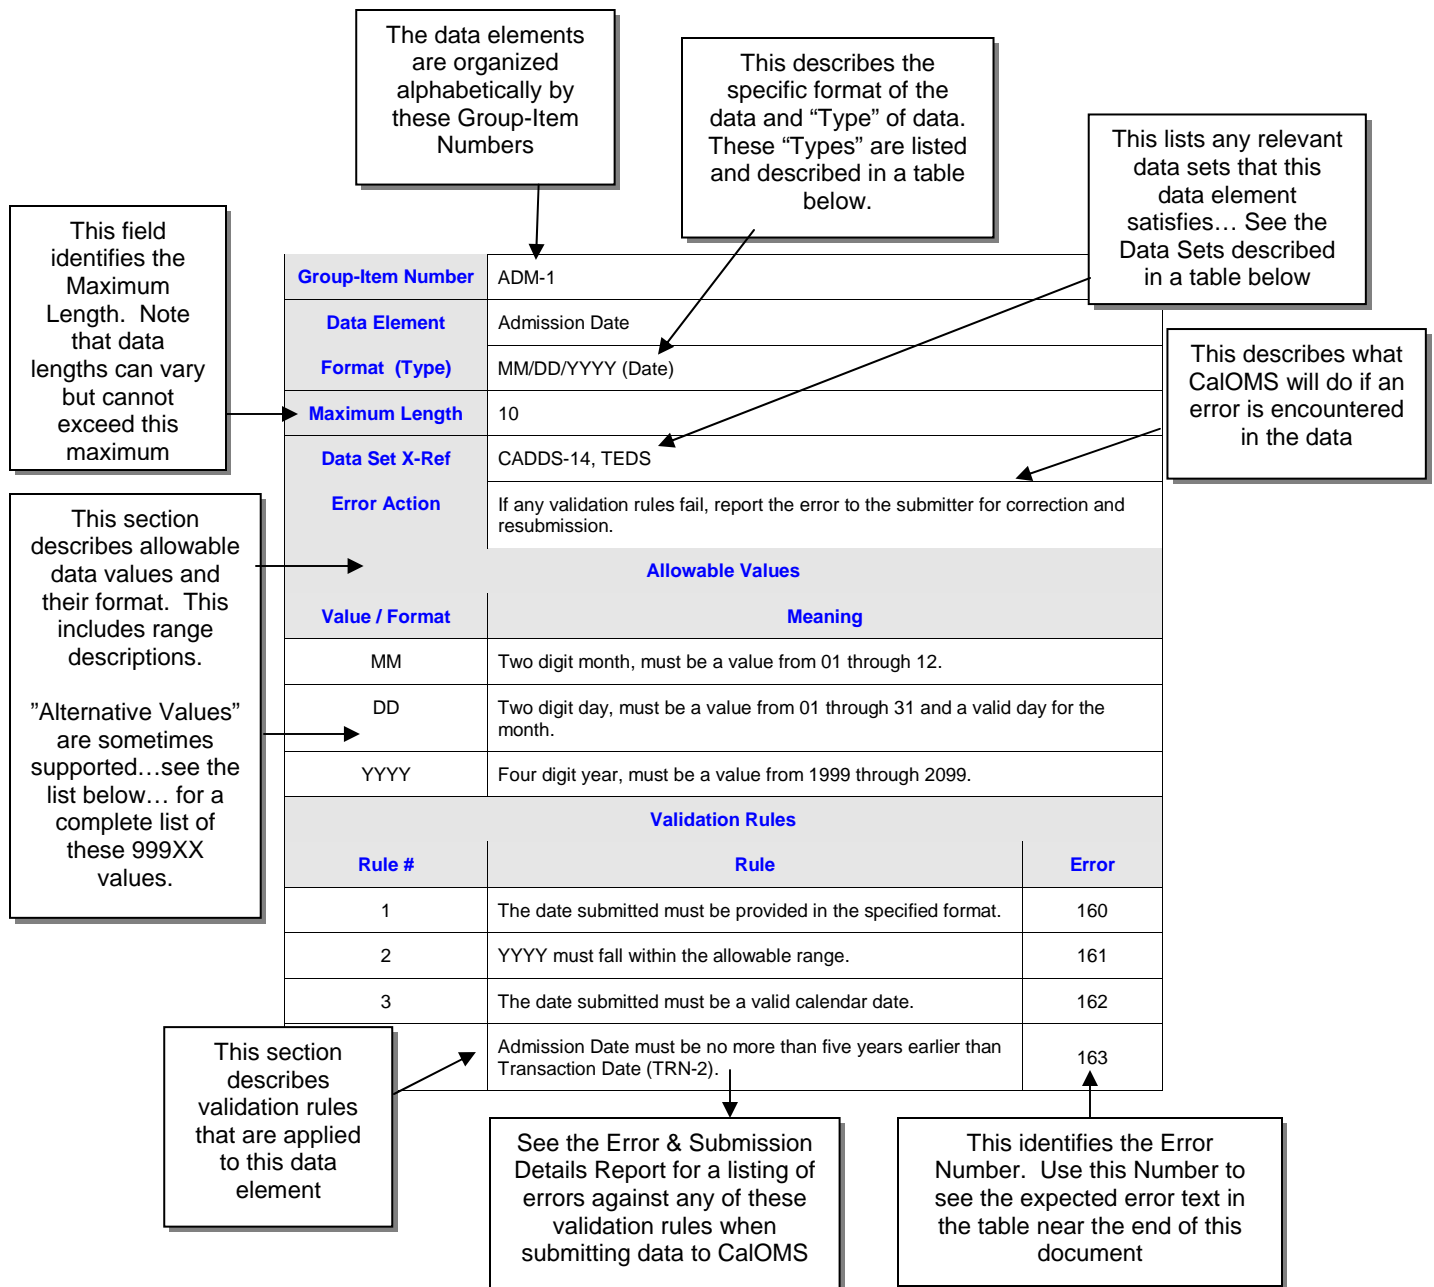 The data elements
are organized
alphabetically by
these Group-Item
Numbers
This describes the
specific format of the
data and “Type” of data.
These “Types” are listed
and described in a table
below.
This lists any relevant
data sets that this
data element
satisfies… See the
Data Sets described
in a table below
This field
identifies the
Maximum
Length.  Note
that data
lengths can vary
but cannot
exceed this
maximum
This describes what
CalOMS will do if an
error is encountered
in the data
This section
describes allowable
data values and
their format.  This
includes range
descriptions.
”Alternative Values”
are sometimes
supported…see the
list below… for a
complete list of
these 999XX
values.
Group-Item Number ADM-1
Data Element Admission Date
Format  (Type) MM/DD/YYYY (Date)
Maximum Length 10
Data Set X-Ref CADDS-14, TEDS
Error Action If any validation rules fail, report the error to the submitter for correction and
resubmission.
Allowable Values
Value / Format Meaning
MM Two digit month, must be a value from 01 through 12.
DD Two digit day, must be a value from 01 through 31 and a valid day for the
month.
YYYY Four digit year, must be a value from 1999 through 2099.
Validation Rules
Rule # Rule Error
1 The date submitted must be provided in the specified format. 160
2 YYYY must fall within the allowable range. 161
3 The date submitted must be a valid calendar date. 162
Admission Date must be no more than five years earlier than
Transaction Date (TRN-2). 163
This section
describes
validation rules
that are applied
to this data
element
See the Error & Submission
Details Report for a listing of
errors against any of these
validation rules when
submitting data to CalOMS
This identifies the Error
Number.  Use this Number to
see the expected error text in
the table near the end of this
document